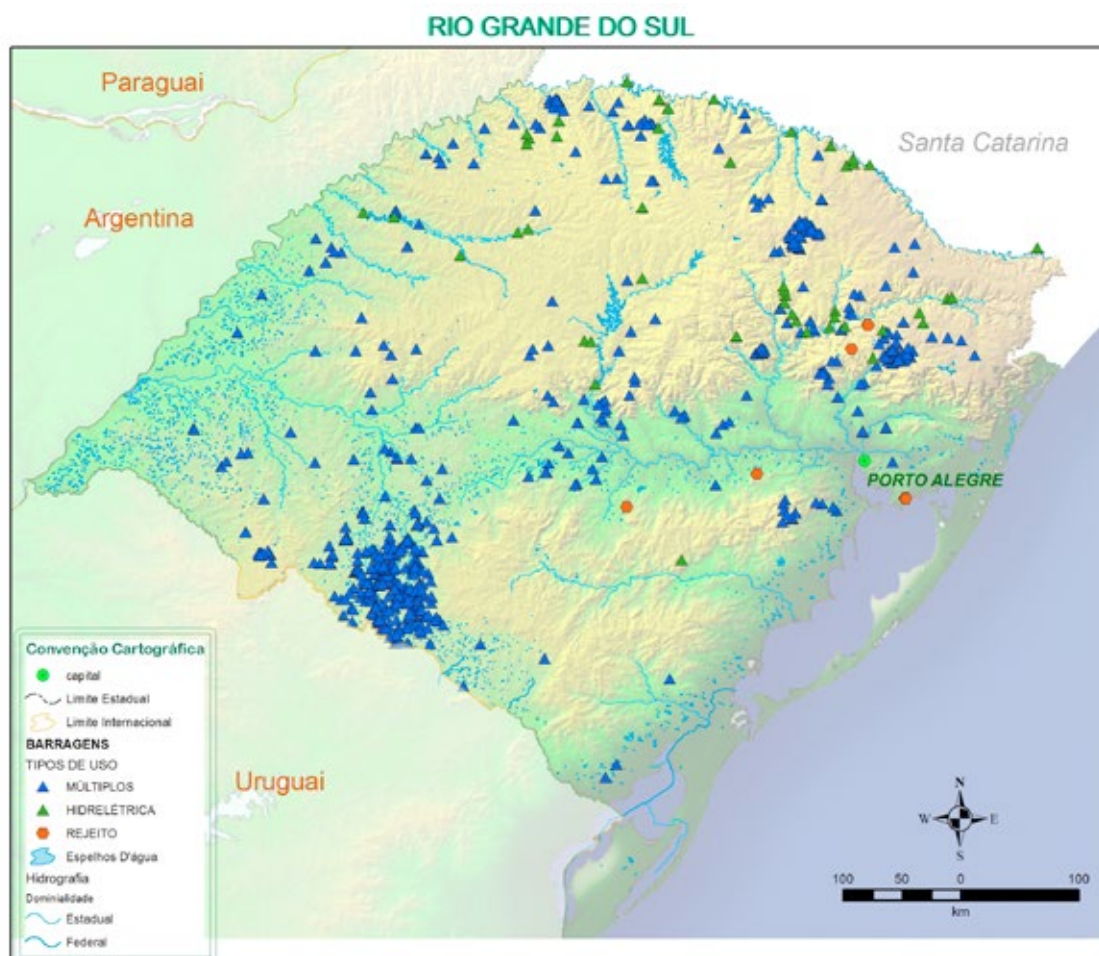 RIO GRANDE DO SUL
Paraguai
Santa Catarina
Argentina
PORTO ALEGRE
Uruguai
Convenção Cartográfica
capital
Limite Estadual
Limite Internacional
BARRAGENS
TIPOS DE USO
MÚLTIPLOS
HIDRELÉTRICA
REJEITO
Espelhos D'água
Hidrografia
Dominialidade
Estadual
Federal
N
W E
S
100 50 0 100
km